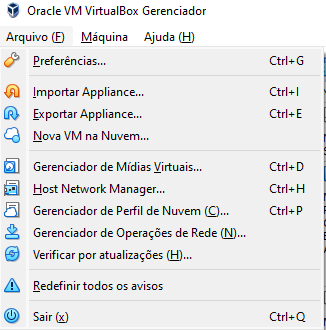 Oracle VM VirtualBox Gerenciador
Arquivo (F) Máquina Ajuda (H)
Preferências... Ctrl+G
Importar Appliance... Ctrl+I
Exportar Appliance... Ctrl+E
Nova VM na Nuvem...
Gerenciador de Mídias Virtuais... Ctrl+D
Host Network Manager... Ctrl+H
Gerenciador de Perfil de Nuvem (C)... Ctrl+P
Gerenciador de Operações de Rede (N)...
Verificar por atualizações (H)...
Redefinir todos os avisos
Sair (x) Ctrl+Q